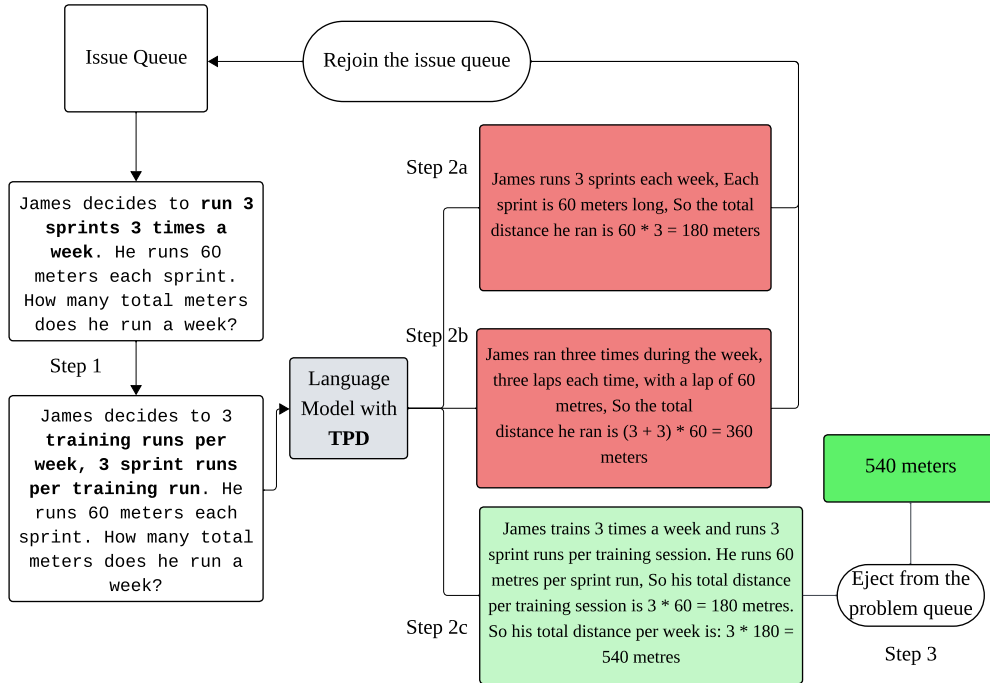 Issue Queue
Rejoin the issue queue
James decides to run 3
sprints 3 times a
week. He runs 60
meters each sprint.
How many total meters
does he run a week?
Step 1
James decides to 3
training runs per
week, 3 sprint runs
per training run. He
runs 60 meters each
sprint. How many total
meters does he run a
week?
Language
Model with
TPD
Step 2a
James runs 3 sprints each week, Each
sprint is 60 meters long, So the total
distance he ran is 60 * 3 = 180 meters
Step 2b
James ran three times during the week,
three laps each time, with a lap of 60
metres, So the total
distance he ran is (3 + 3) * 60 = 360
meters
Step 2c
James trains 3 times a week and runs 3
sprint runs per training session. He runs 60
metres per sprint run, So his total distance
per training session is 3 * 60 = 180 metres.
So his total distance per week is: 3 * 180 =
540 metres
540 meters
Eject from the
problem queue
Step 3